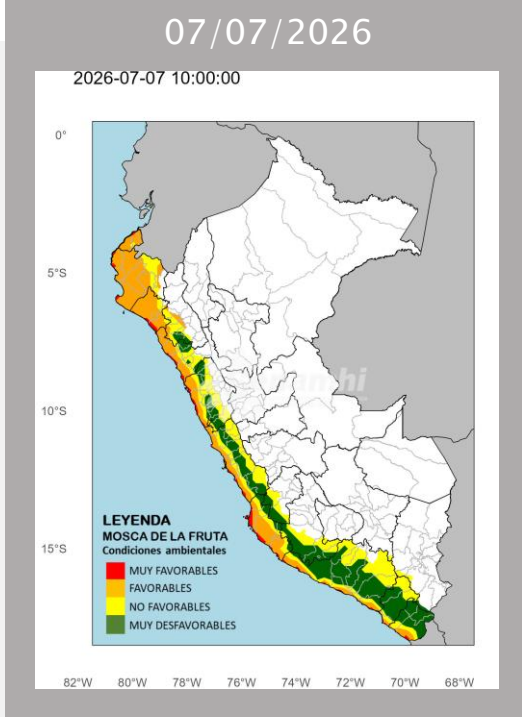 07/07/2026
2026-07-07 10:00:00
0°
5°S
10°S
15°S
senamhi
LEYENDA
MOSCA DE LA FRUTA
Condiciones ambientales
MUY FAVORABLES
FAVORABLES
NO FAVORABLES
MUY DESFAVORABLES
82°W 80°W 78°W 76°W 74°W 72°W 70°W 68°W